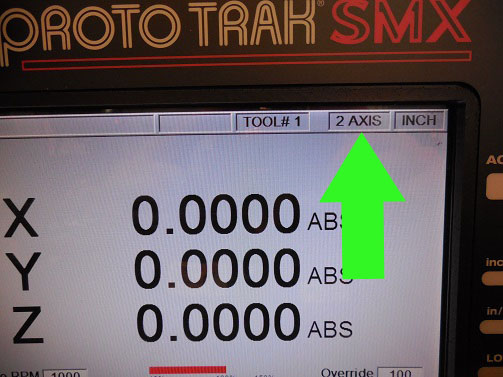 PROTO TRAK® SMX
TOOL# 1 2 AXIS INCH
X 0.0000 ABS
Y 0.0000 ABS
Z 0.0000 ABS
RPM 1000 Override 100
AC
inc
in/
LO